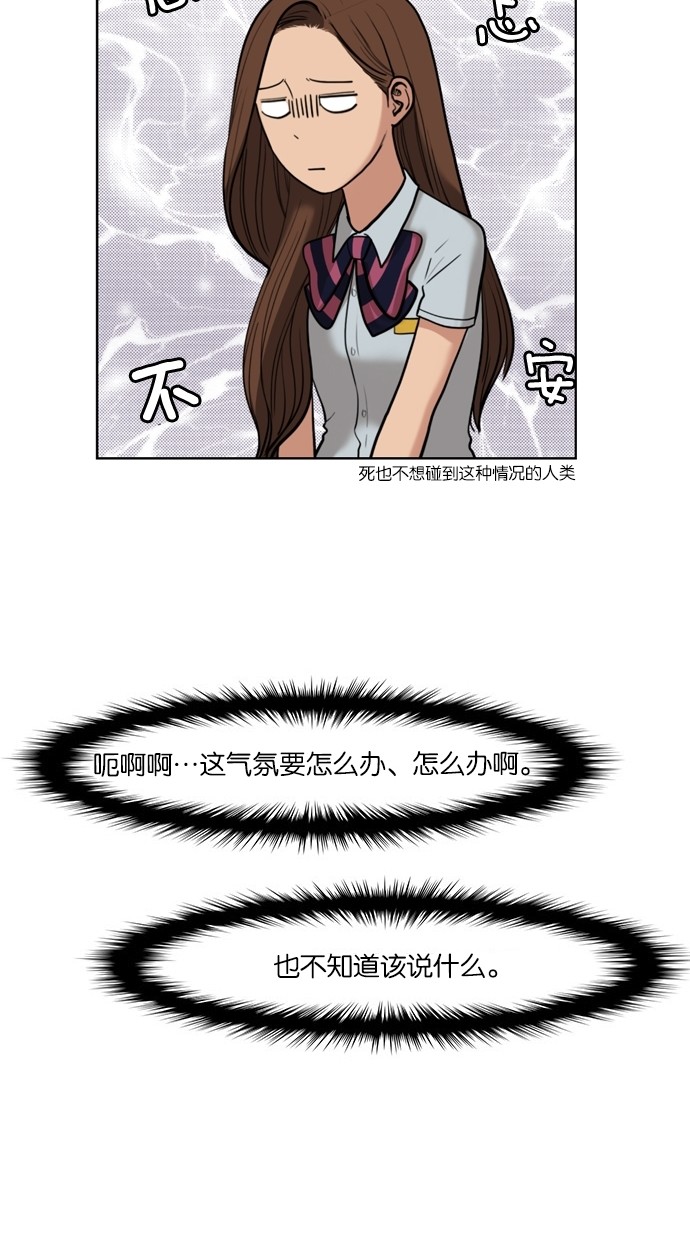 忑
不
安
死也不想碰到这种情况的人类
呃啊啊…这气氛要怎么办、怎么办啊。
也不知道该说什么。